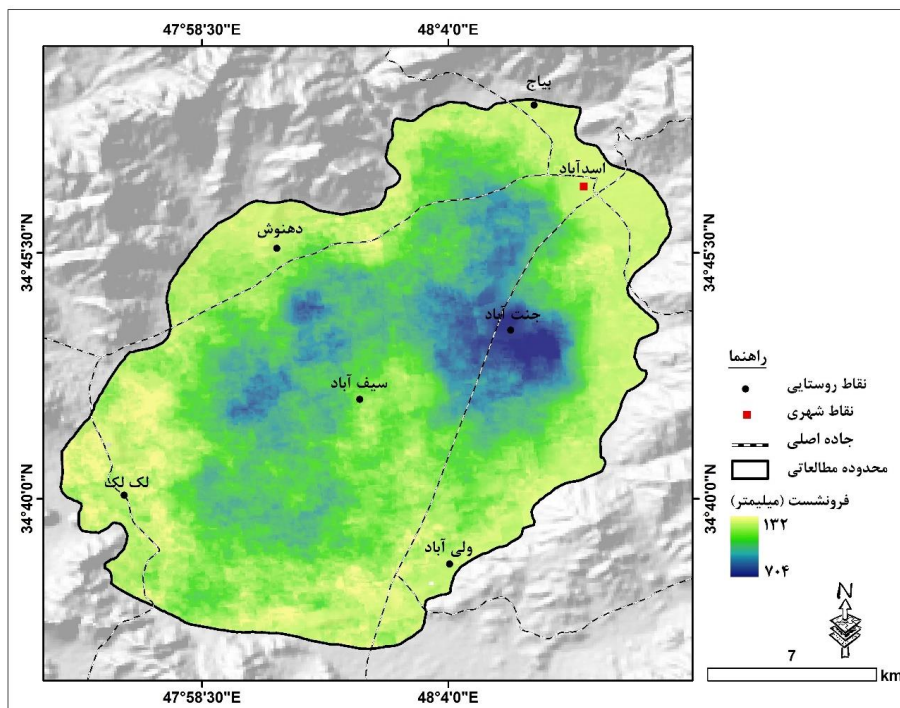 47°58'30"E
48°4'0"E
بیاج
اسدآباد
دهنوش
34°45'30"N
34°45'30"N
جنت آباد
سیف آباد
لک لک
34°40'0"N
34°40'0"N
ولی آباد
47°58'30"E
48°4'0"E
راهنما
نقاط روستایی
نقاط شهری
جاده اصلی
محدوده مطالعاتی
فرونشست (میلیمتر)
۱۳۲
۷۰۴
N
7
km